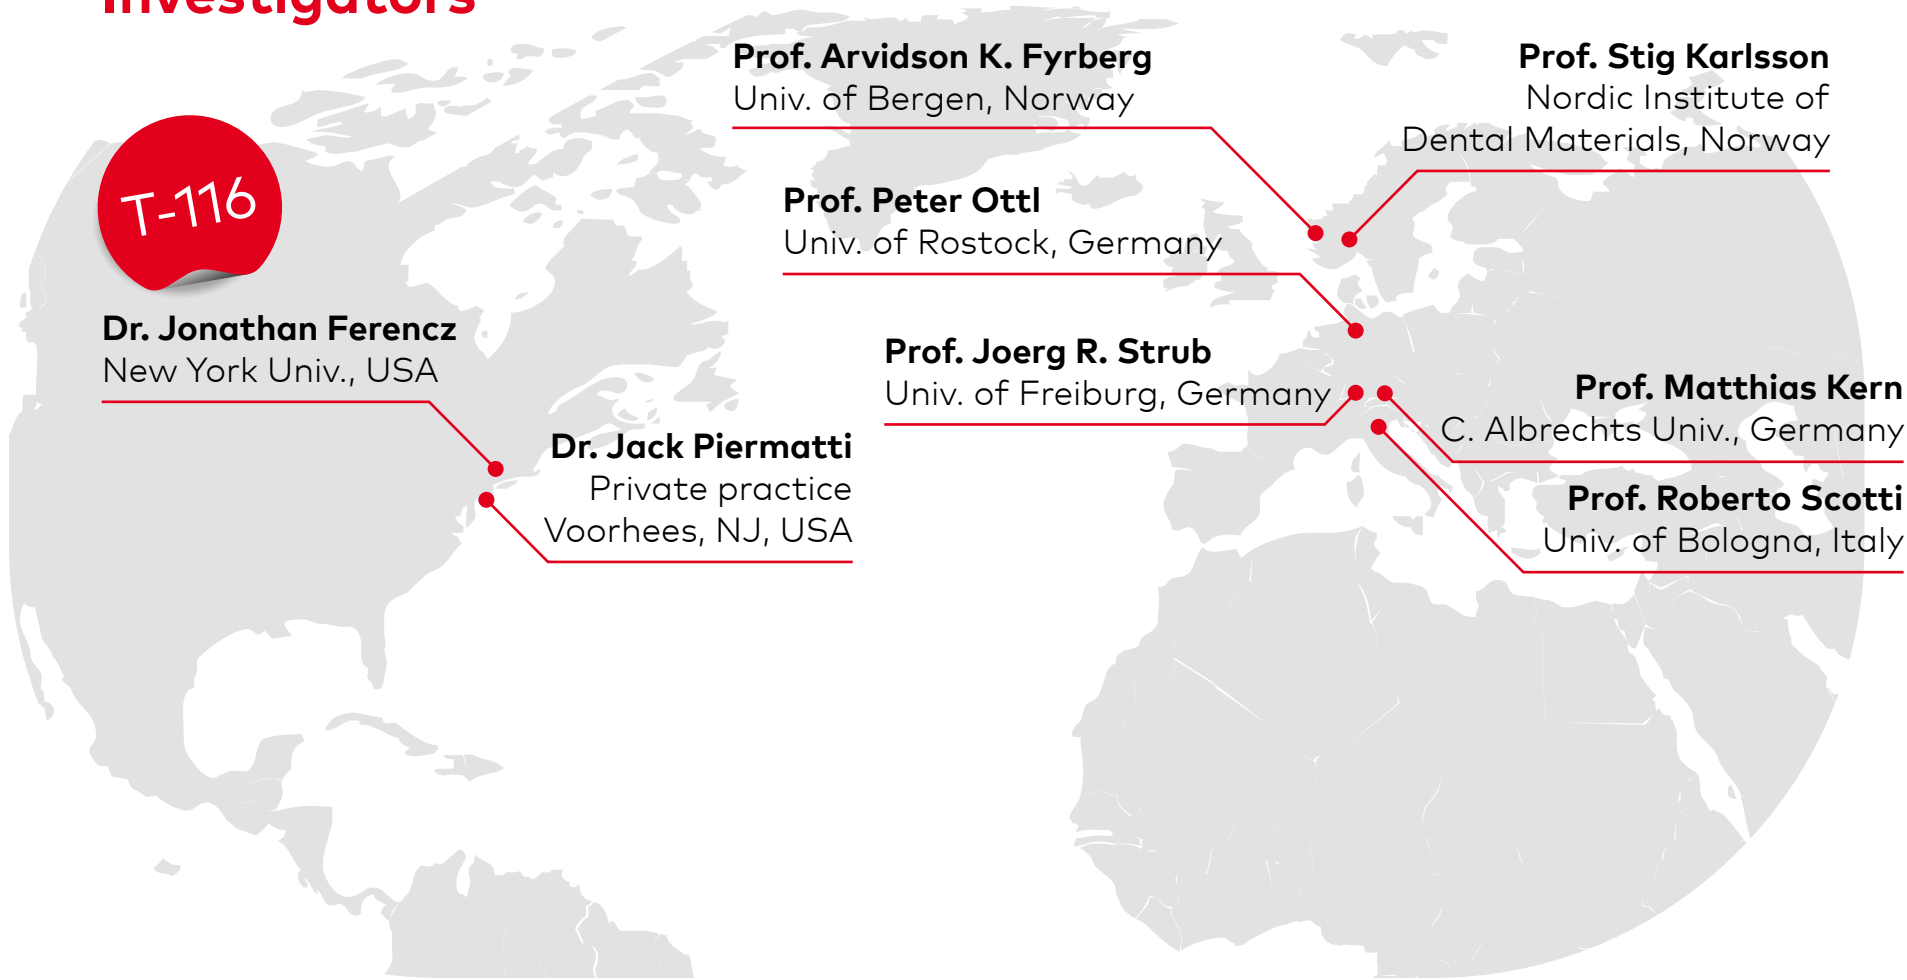 Investigators
Prof. Arvidson K. Fyrberg
Univ. of Bergen, Norway
Prof. Stig Karlsson
Nordic Institute of
Dental Materials, Norway
T-116
Prof. Peter Ottl
Univ. of Rostock, Germany
Dr. Jonathan Ferencz
New York Univ., USA
Prof. Joerg R. Strub
Univ. of Freiburg, Germany
Prof. Matthias Kern
C. Albrechts Univ., Germany
Dr. Jack Piermatti
Private practice
Voorhees, NJ, USA
Prof. Roberto Scotti
Univ. of Bologna, Italy